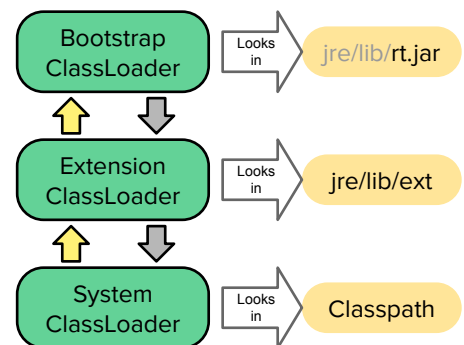 Bootstrap
ClassLoader
Looks
in
jre/lib/rt.jar
Extension
ClassLoader
Looks
in
jre/lib/ext
System
ClassLoader
Looks
in
Classpath